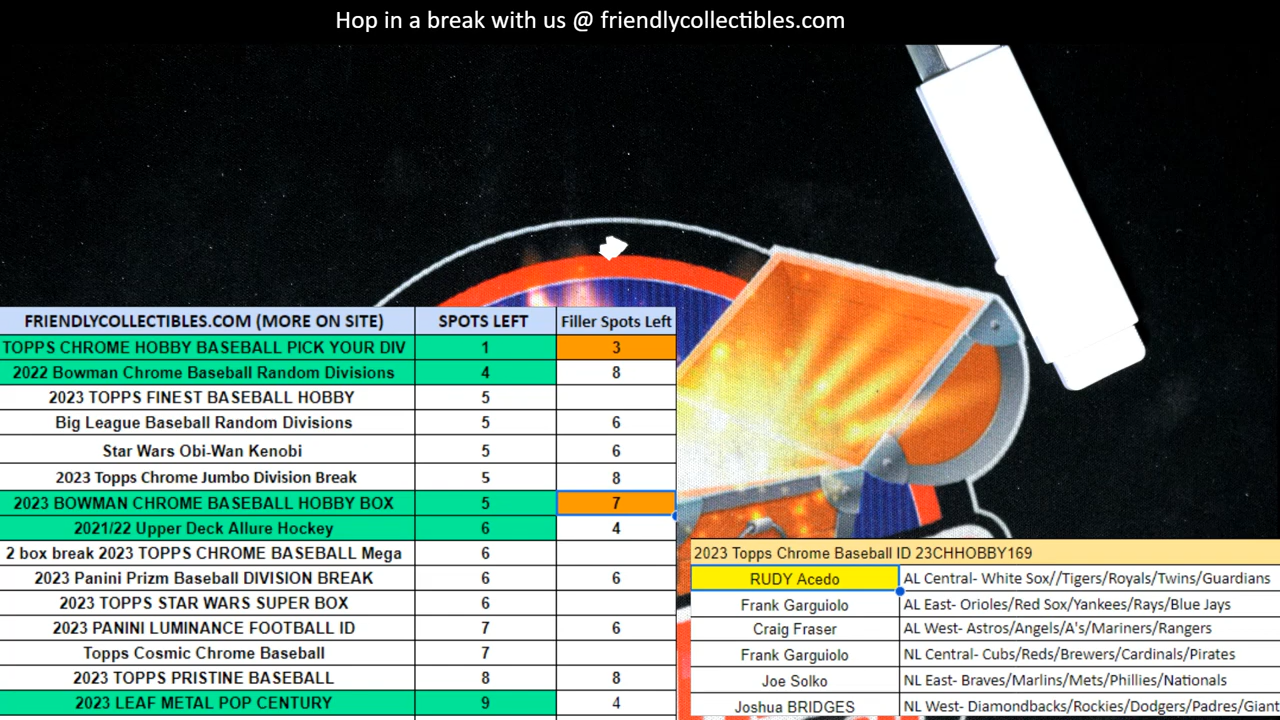 Hop in a break with us @ friendlycollectibles.com
FRIENDLYCOLLECTIBLES.COM (MORE ON SITE) SPOTS LEFT Filler Spots Left
TOPPS CHROME HOBBY BASEBALL PICK YOUR DIV 1 3
2022 Bowman Chrome Baseball Random Divisions 4 8
2023 TOPPS FINEST BASEBALL HOBBY 5
Big League Baseball Random Divisions 5 6
Star Wars Obi-Wan Kenobi 5 6
2023 Topps Chrome Jumbo Division Break 5 8
2023 BOWMAN CHROME BASEBALL HOBBY BOX 5 7
2021/22 Upper Deck Allure Hockey 6 4
2 box break 2023 TOPPS CHROME BASEBALL Mega 6
2023 Panini Prizm Baseball DIVISION BREAK 6 6
2023 TOPPS STAR WARS SUPER BOX 6
2023 PANINI LUMINANCE FOOTBALL ID 7 6
Topps Cosmic Chrome Baseball 7
2023 TOPPS PRISTINE BASEBALL 8 8
2023 LEAF METAL POP CENTURY 9 4
2023 Topps Chrome Baseball ID 23CHHOBBY169
RUDY Acedo AL Central- White Sox//Tigers/Royals/Twins/Guardians
Frank Garguiolo AL East- Orioles/Red Sox/Yankees/Rays/Blue Jays
Craig Fraser AL West- Astros/Angels/A's/Mariners/Rangers
Frank Garguiolo NL Central- Cubs/Reds/Brewers/Cardinals/Pirates
Joe Solko NL East- Braves/Marlins/Mets/Phillies/Nationals
Joshua BRIDGES NL West- Diamondbacks/Rockies/Dodgers/Padres/Giant